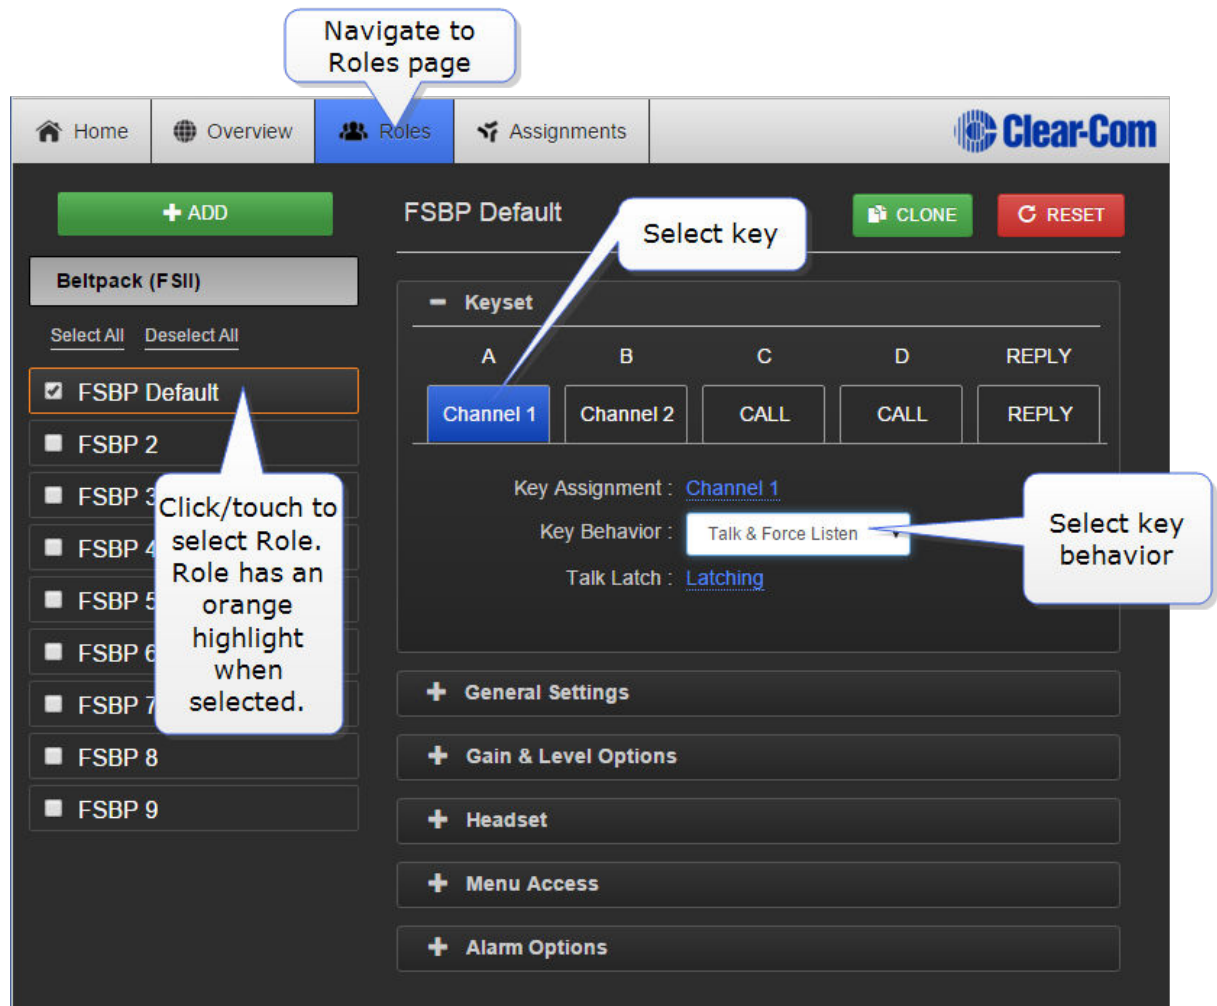 Navigate to
Roles page
Home
Overview
Roles
Assignments
Clear-Com
ADD
FSBP Default
CLONE
RESET
Select key
Beltpack (FSII)
Select All
Deselect All
FSBP Default
FSBP 2
FSBP 3
FSBP 4
FSBP 5
FSBP 6
FSBP 7
FSBP 8
FSBP 9
Click/touch to
select Role.
Role has an
orange
highlight
when
selected.
Keyset
A B C D REPLY
Channel 1 Channel 2 CALL CALL REPLY
Key Assignment : Channel 1
Key Behavior : Talk & Force Listen
Talk Latch : Latching
Select key
behavior
General Settings
Gain & Level Options
Headset
Menu Access
Alarm Options